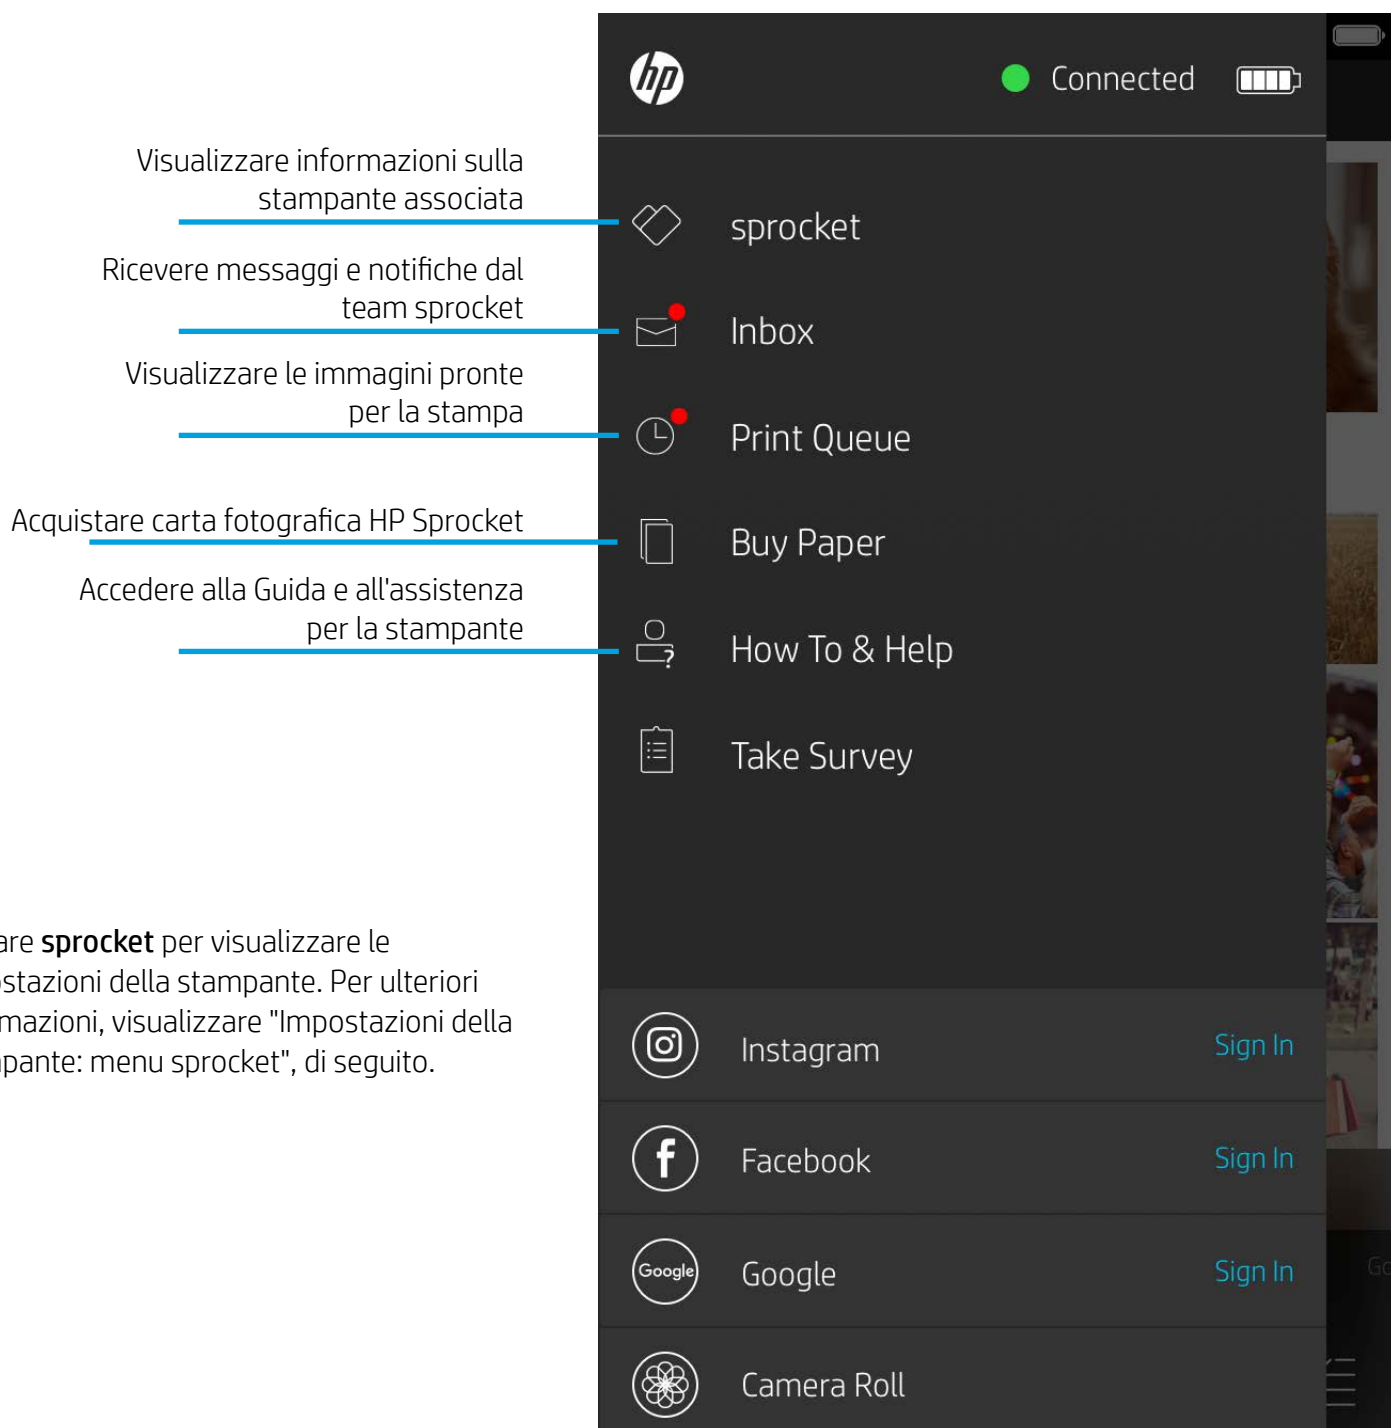 hp
Connected
Visualizzare informazioni sulla
stampante associata
sprocket
Ricevere messaggi e notifiche dal
team sprocket
Inbox
Visualizzare le immagini pronte
per la stampa
Print Queue
Acquistare carta fotografica HP Sprocket
Buy Paper
Accedere alla Guida e all'assistenza
per la stampante
How To & Help
Take Survey
are sprocket per visualizzare le
ostazioni della stampante. Per ulteriori
mazioni, visualizzare "Impostazioni della
pante: menu sprocket", di seguito.
Instagram
Sign In
Facebook
Sign In
Google
Google
Sign In
Camera Roll